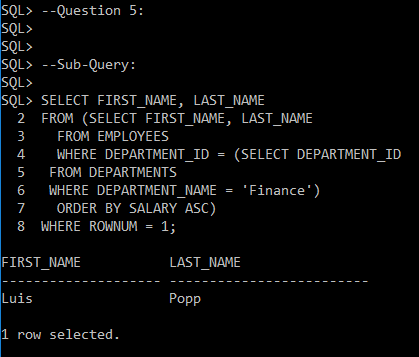 SQL> --Question 5:
SQL>
SQL>
SQL> --Sub-Query:
SQL>
SQL> SELECT FIRST_NAME, LAST_NAME
  2  FROM (SELECT FIRST_NAME, LAST_NAME
  3    FROM EMPLOYEES
  4    WHERE DEPARTMENT_ID = (SELECT DEPARTMENT_ID
  5   FROM DEPARTMENTS
  6   WHERE DEPARTMENT_NAME = 'Finance')
  7    ORDER BY SALARY ASC)
  8  WHERE ROWNUM = 1;
FIRST_NAME           LAST_NAME
-------------------- -------------------------
Luis                 Popp
1 row selected.